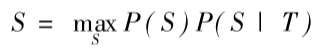 S = max_S P(S)P(S | T)